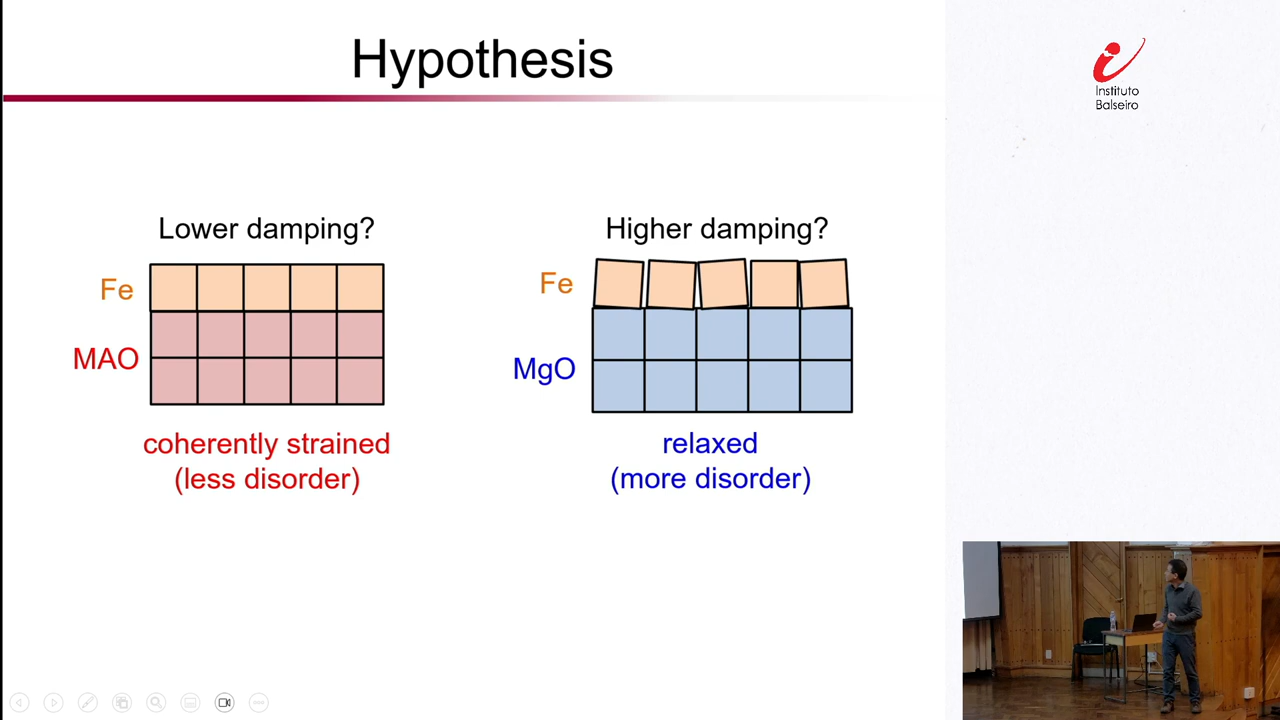 Hypothesis
Instituto
Balseiro
Lower damping?
Fe
MAO
coherently strained
(less disorder)
Higher damping?
Fe
MgO
relaxed
(more disorder)